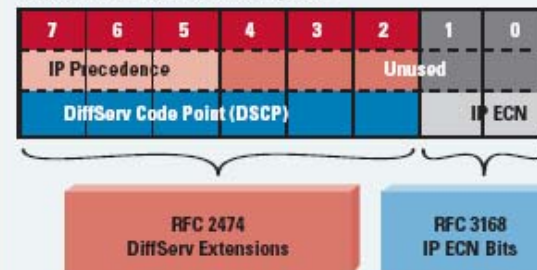 7 6 5 4 3 2 1 0
IP Precedence Unused
DiffServ Code Point (DSCP) IP ECN
RFC 2474 RFC 3168
DiffServ Extensions IP ECN Bits